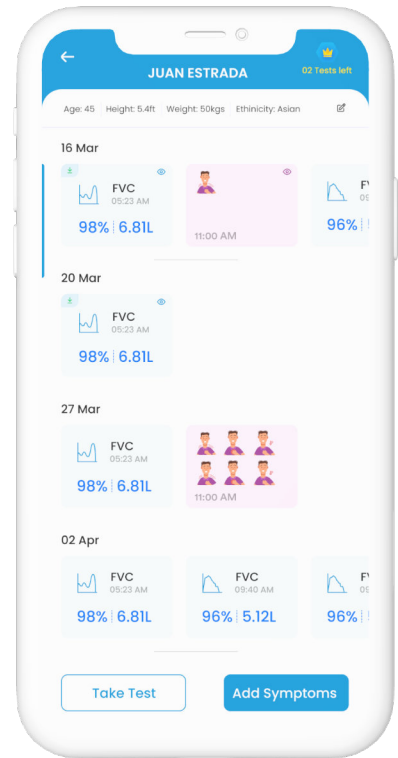 JUAN ESTRADA
02 Tests left
Age: 45 Height: 5.4ft Weight: 50kgs Ethinicity: Asian
16 Mar
FVC
05:23 AM
98% 6.81L
11:00 AM
96%
20 Mar
FVC
05:23 AM
98% 6.81L
27 Mar
FVC
05:23 AM
98% 6.81L
11:00 AM
02 Apr
FVC
05:23 AM
98% 6.81L
FVC
09:40 AM
96% 5.12L
96%
Take Test
Add Symptoms